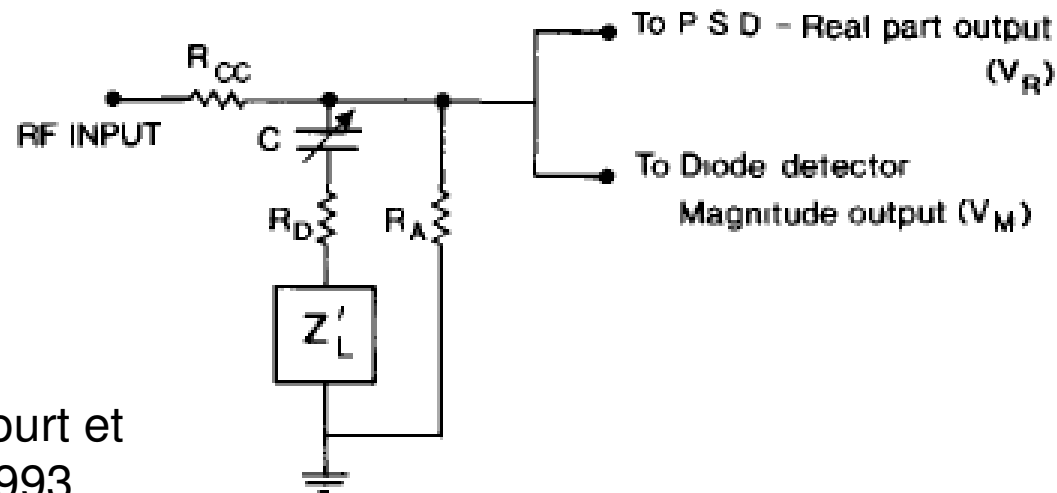 To P S D - Real part output
(V_R)
R_CC
RF INPUT
C
To Diode detector
Magnitude output (V_M)
R_D
R_A
Z'_L
ourt et
993